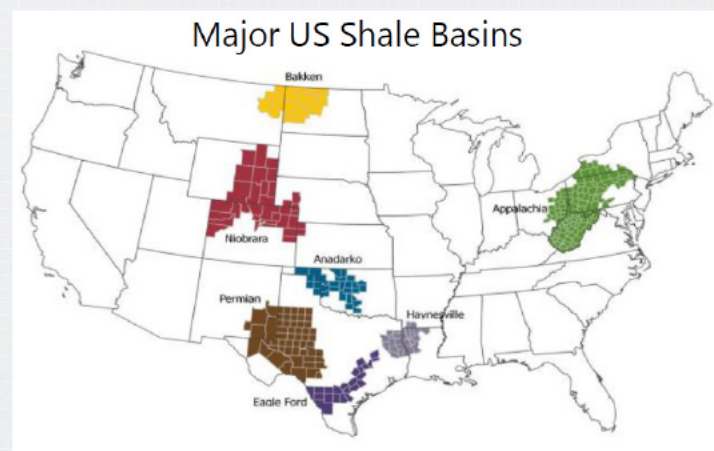 Major US Shale Basins
Bakken
Appalachia
Niobrara
Anadarko
Permian
Haynesville
Eagle Ford